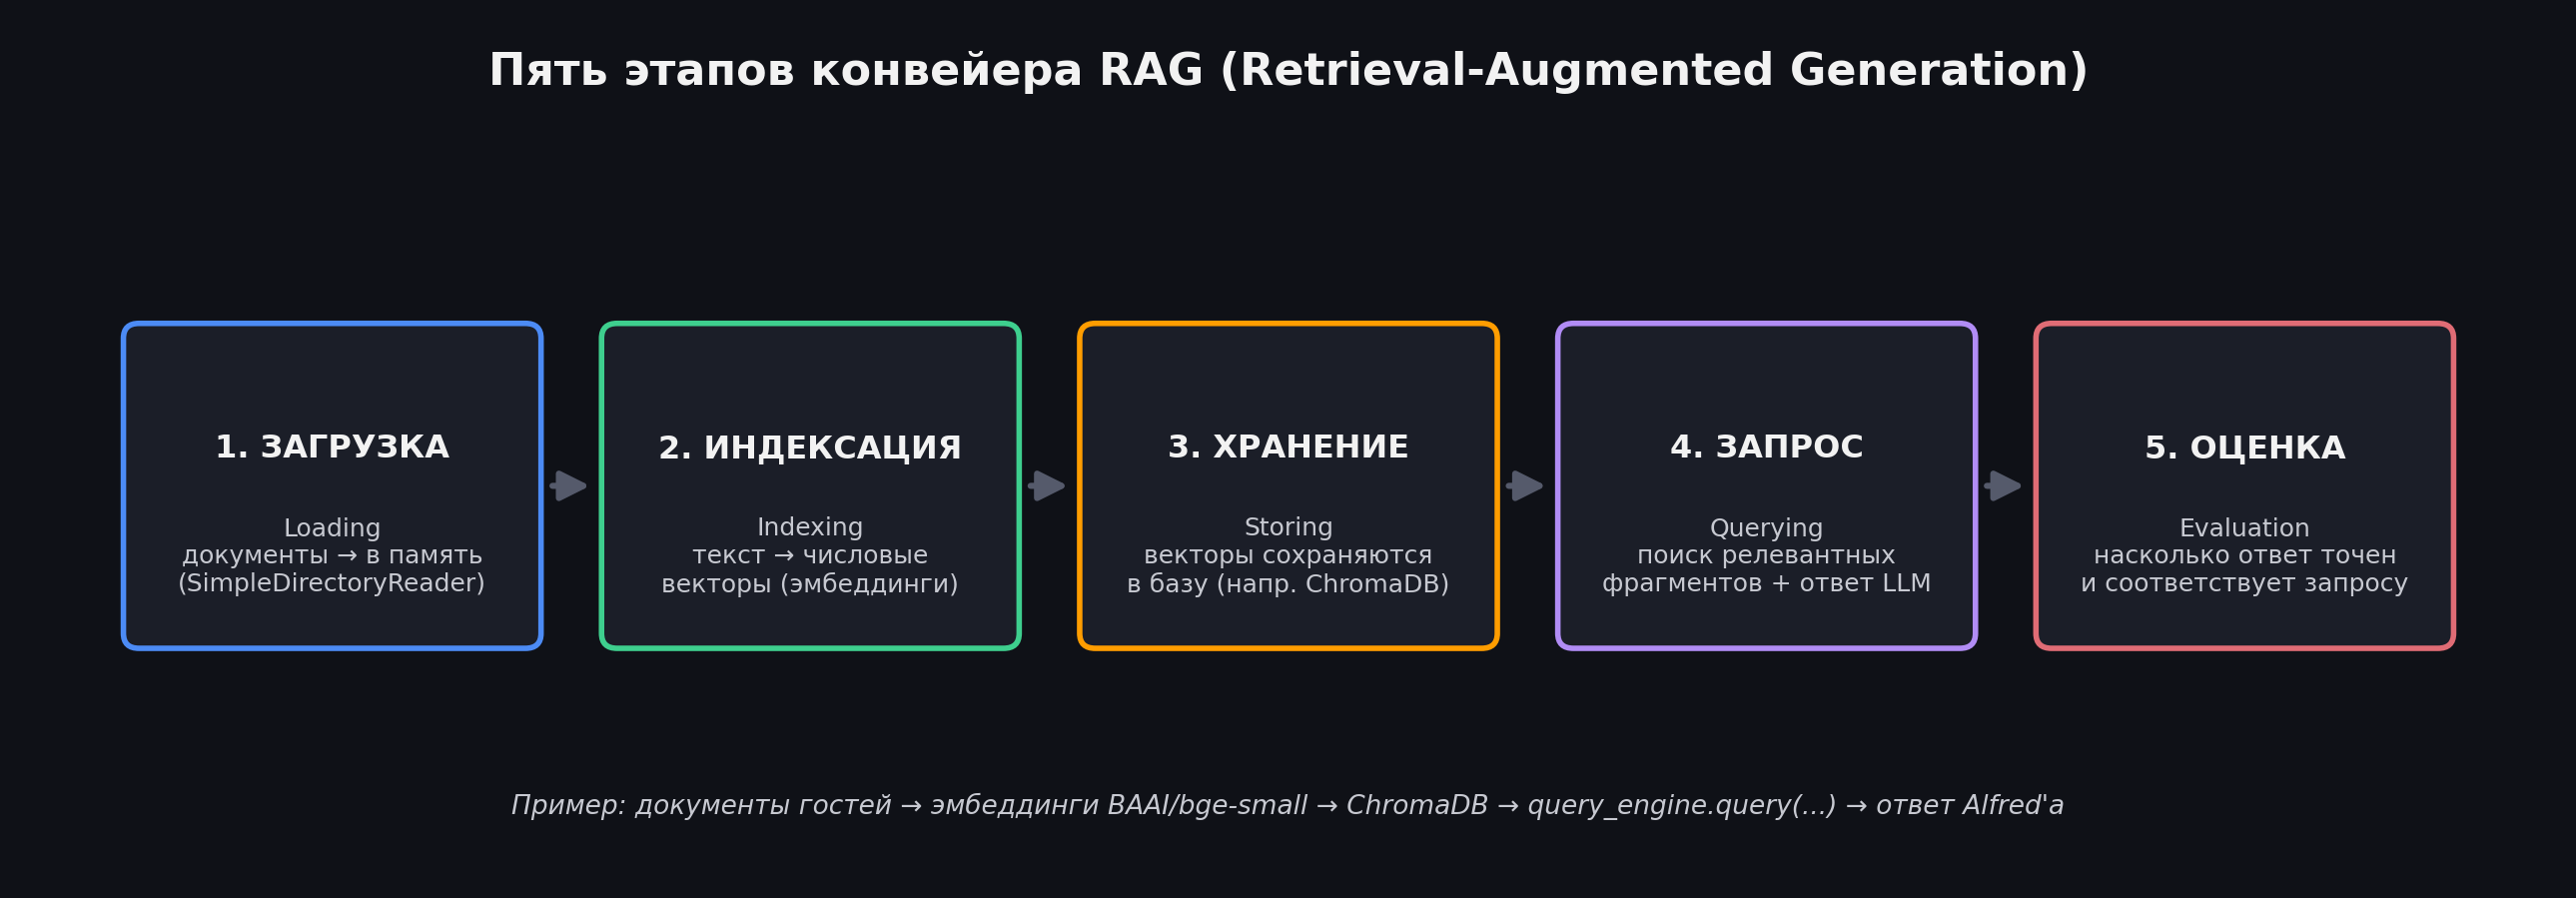 Пять этапов конвейера RAG (Retrieval-Augmented Generation)
1. ЗАГРУЗКА
Loading
документы → в память
(SimpleDirectoryReader)
2. ИНДЕКСАЦИЯ
Indexing
текст → числовые
векторы (эмбеддинги)
3. ХРАНЕНИЕ
Storing
векторы сохраняются
в базу (напр. ChromaDB)
4. ЗАПРОС
Querying
поиск релевантных
фрагментов + ответ LLM
5. ОЦЕНКА
Evaluation
насколько ответ точен
и соответствует запросу
Пример: документы гостей → эмбеддинги BAAI/bge-small → ChromaDB → query_engine.query(...) → ответ Alfred'а